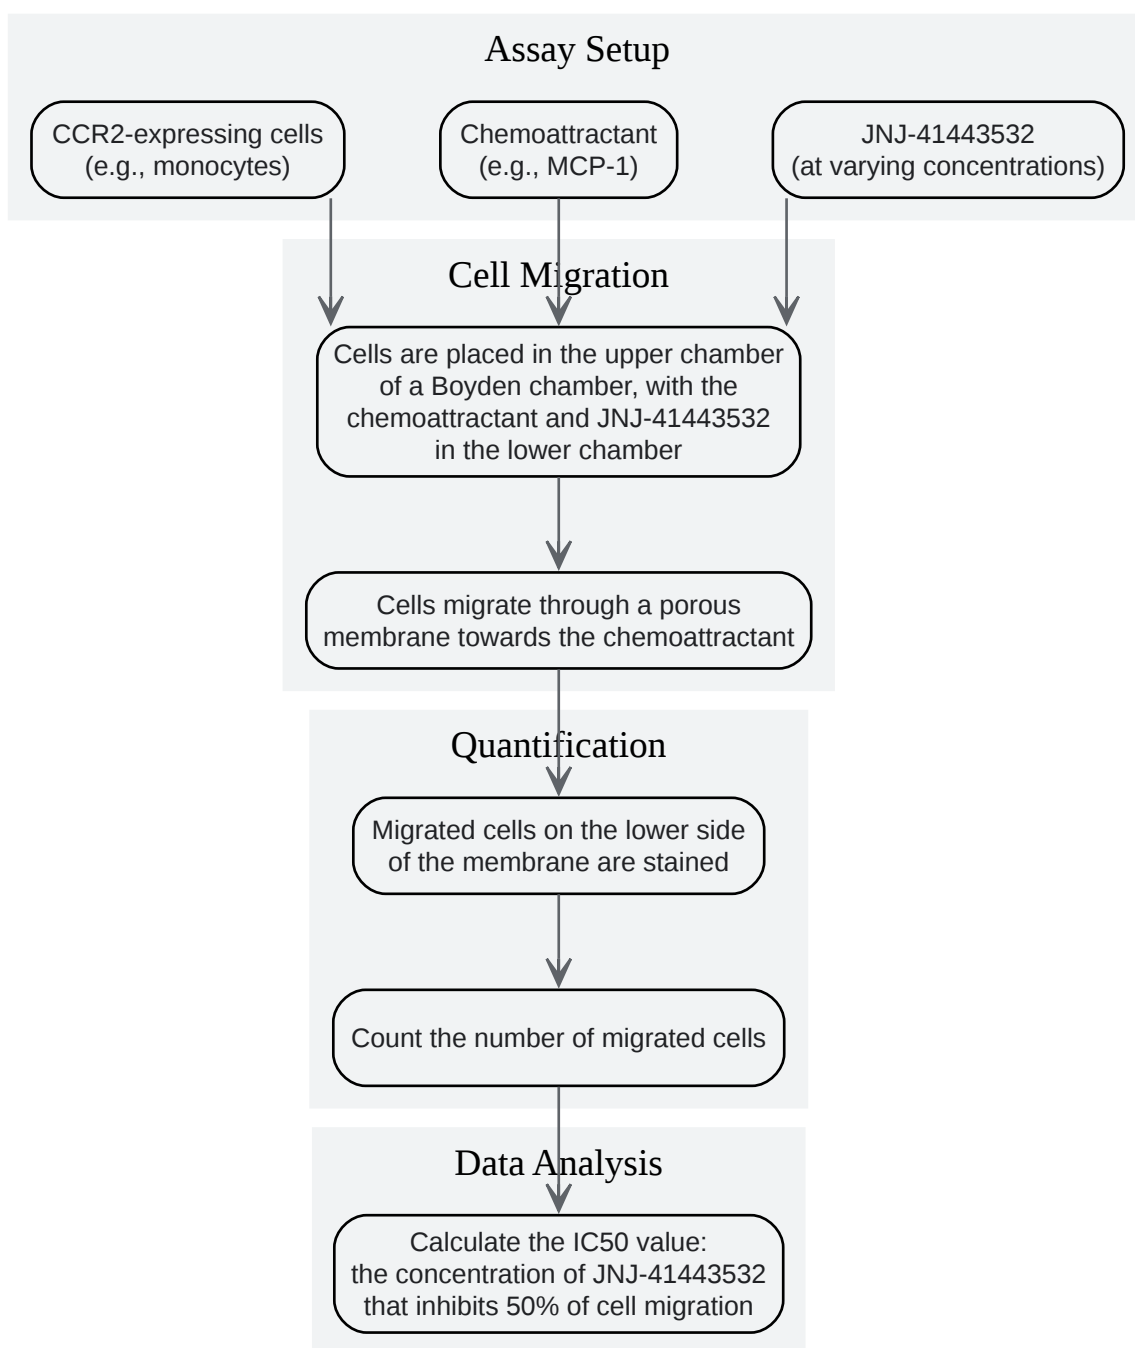 Assay Setup
CCR2-expressing cells
(e.g., monocytes)
Chemoattractant
(e.g., MCP-1)
JNJ-41443532
(at varying concentrations)
Cell Migration
Cells are placed in the upper chamber
of a Boyden chamber, with the
chemoattractant and JNJ-41443532
in the lower chamber
Cells migrate through a porous
membrane towards the chemoattractant
Quantification
Migrated cells on the lower side
of the membrane are stained
Count the number of migrated cells
Data Analysis
Calculate the IC50 value:
the concentration of JNJ-41443532
that inhibits 50% of cell migration